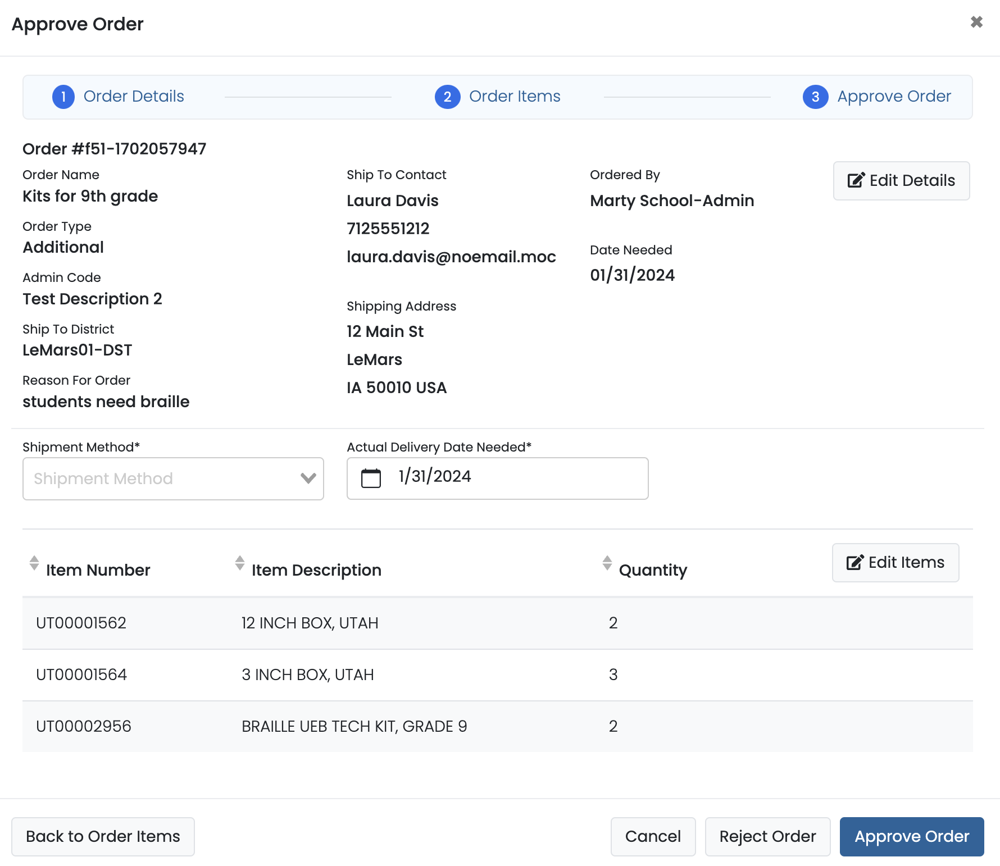 Approve Order
1 Order Details
2 Order Items
3 Approve Order
Order #f51-1702057947
Order Name
Kits for 9th grade
Order Type
Additional
Admin Code
Test Description 2
Ship To District
LeMars01-DST
Reason For Order
students need braille
Ship To Contact
Laura Davis
7125551212
laura.davis@noemail.moc
Shipping Address
12 Main St
LeMars
IA 50010 USA
Ordered By
Marty School-Admin
Date Needed
01/31/2024
Edit Details
Shipment Method*
Shipment Method
Actual Delivery Date Needed*
1/31/2024
Item Number Item Description Quantity Edit Items
UT00001562 12 INCH BOX, UTAH 2
UT00001564 3 INCH BOX, UTAH 3
UT00002956 BRAILLE UEB TECH KIT, GRADE 9 2
Back to Order Items Cancel Reject Order Approve Order